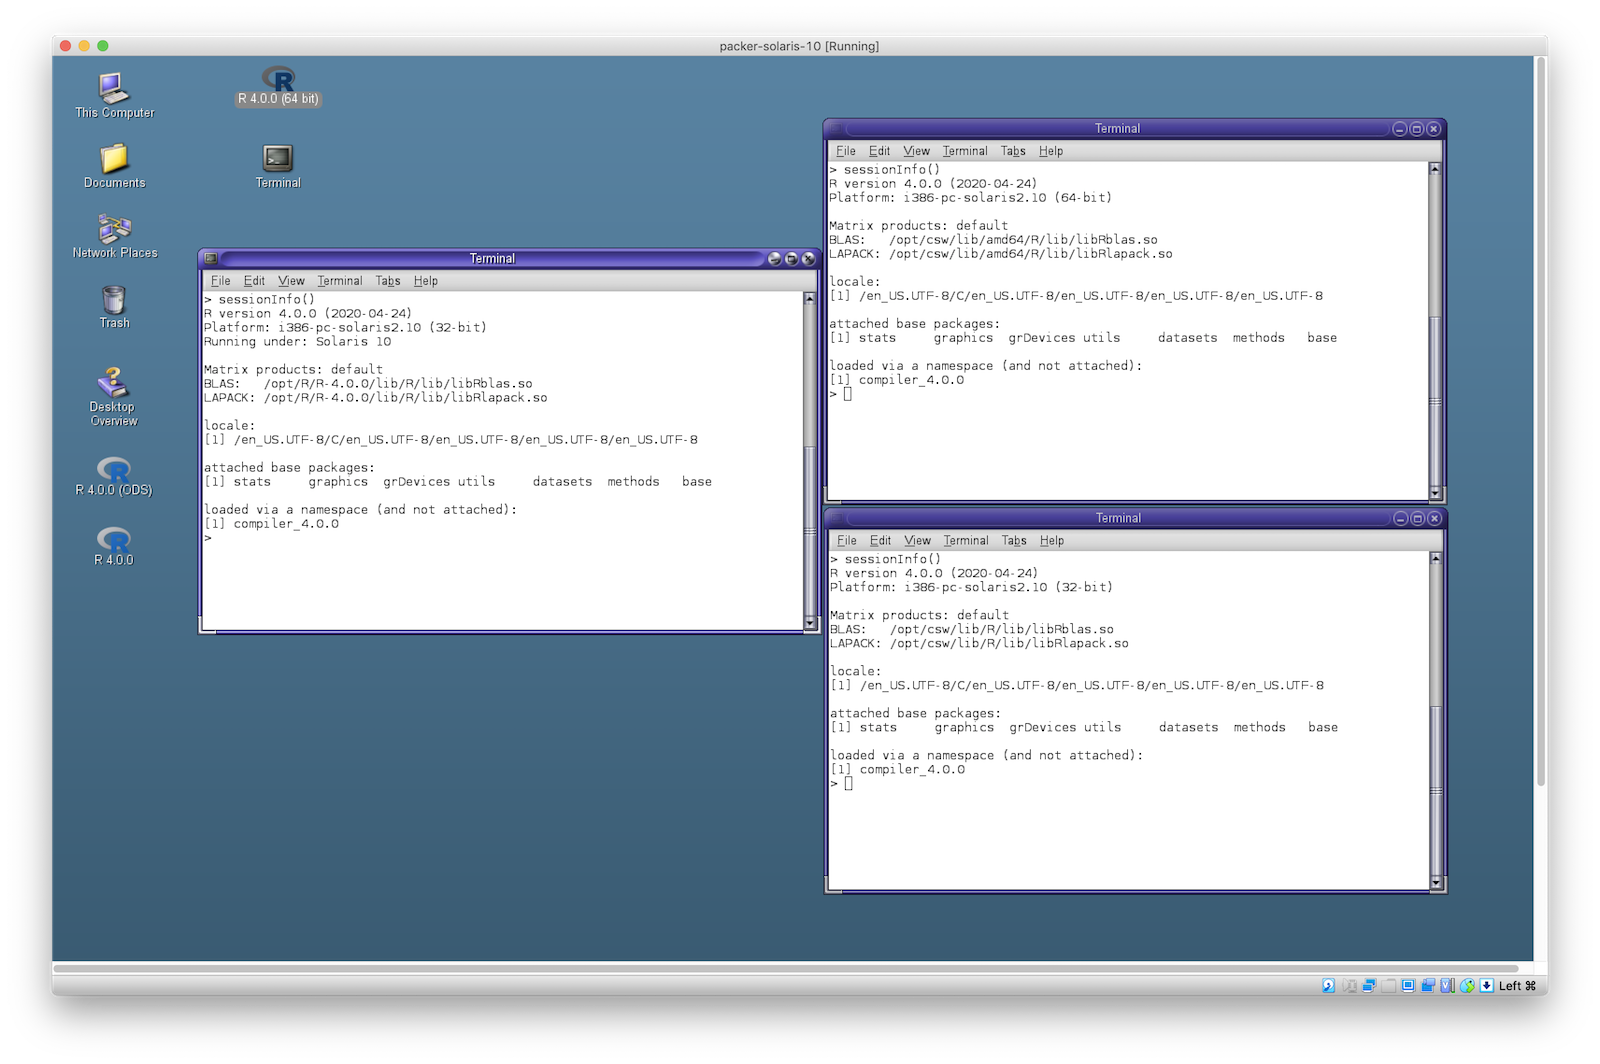 packer-solaris-10 [Running]
This Computer
Documents
Network Places
Trash
Desktop
Overview
R 4.0.0 (ODS)
R 4.0.0
R 4.0.0 (64 bit)
Terminal
Terminal
File Edit View Terminal Tabs Help
> sessionInfo()
R version 4.0.0 (2020-04-24)
Platform: i386-pc-solaris2.10 (32-bit)
Running under: Solaris 10
Matrix products: default
BLAS:   /opt/R/R-4.0.0/lib/R/lib/libRblas.so
LAPACK: /opt/R/R-4.0.0/lib/R/lib/libRlapack.so
locale:
[1] /en_US.UTF-8/C/en_US.UTF-8/en_US.UTF-8/en_US.UTF-8/en_US.UTF-8
attached base packages:
[1] stats     graphics  grDevices utils     datasets  methods   base
loaded via a namespace (and not attached):
[1] compiler_4.0.0
>
Terminal
File Edit View Terminal Tabs Help
> sessionInfo()
R version 4.0.0 (2020-04-24)
Platform: i386-pc-solaris2.10 (64-bit)
Matrix products: default
BLAS:   /opt/csw/lib/amd64/R/lib/libRblas.so
LAPACK: /opt/csw/lib/amd64/R/lib/libRlapack.so
locale:
[1] /en_US.UTF-8/C/en_US.UTF-8/en_US.UTF-8/en_US.UTF-8/en_US.UTF-8
attached base packages:
[1] stats     graphics  grDevices utils     datasets  methods   base
loaded via a namespace (and not attached):
[1] compiler_4.0.0
>
Terminal
File Edit View Terminal Tabs Help
> sessionInfo()
R version 4.0.0 (2020-04-24)
Platform: i386-pc-solaris2.10 (32-bit)
Matrix products: default
BLAS:   /opt/csw/lib/R/lib/libRblas.so
LAPACK: /opt/csw/lib/R/lib/libRlapack.so
locale:
[1] /en_US.UTF-8/C/en_US.UTF-8/en_US.UTF-8/en_US.UTF-8/en_US.UTF-8
attached base packages:
[1] stats     graphics  grDevices utils     datasets  methods   base
loaded via a namespace (and not attached):
[1] compiler_4.0.0
>
Left ⌘